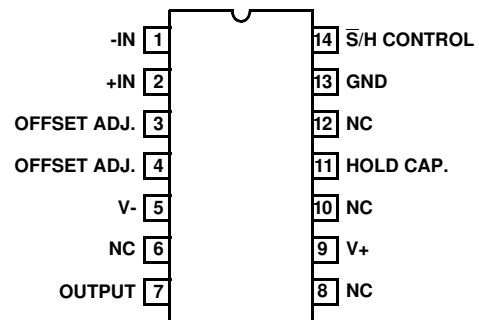 -IN 1 14 S̅/H CONTROL
+IN 2 13 GND
OFFSET ADJ. 3 12 NC
OFFSET ADJ. 4 11 HOLD CAP.
V- 5 10 NC
NC 6 9 V+
OUTPUT 7 8 NC